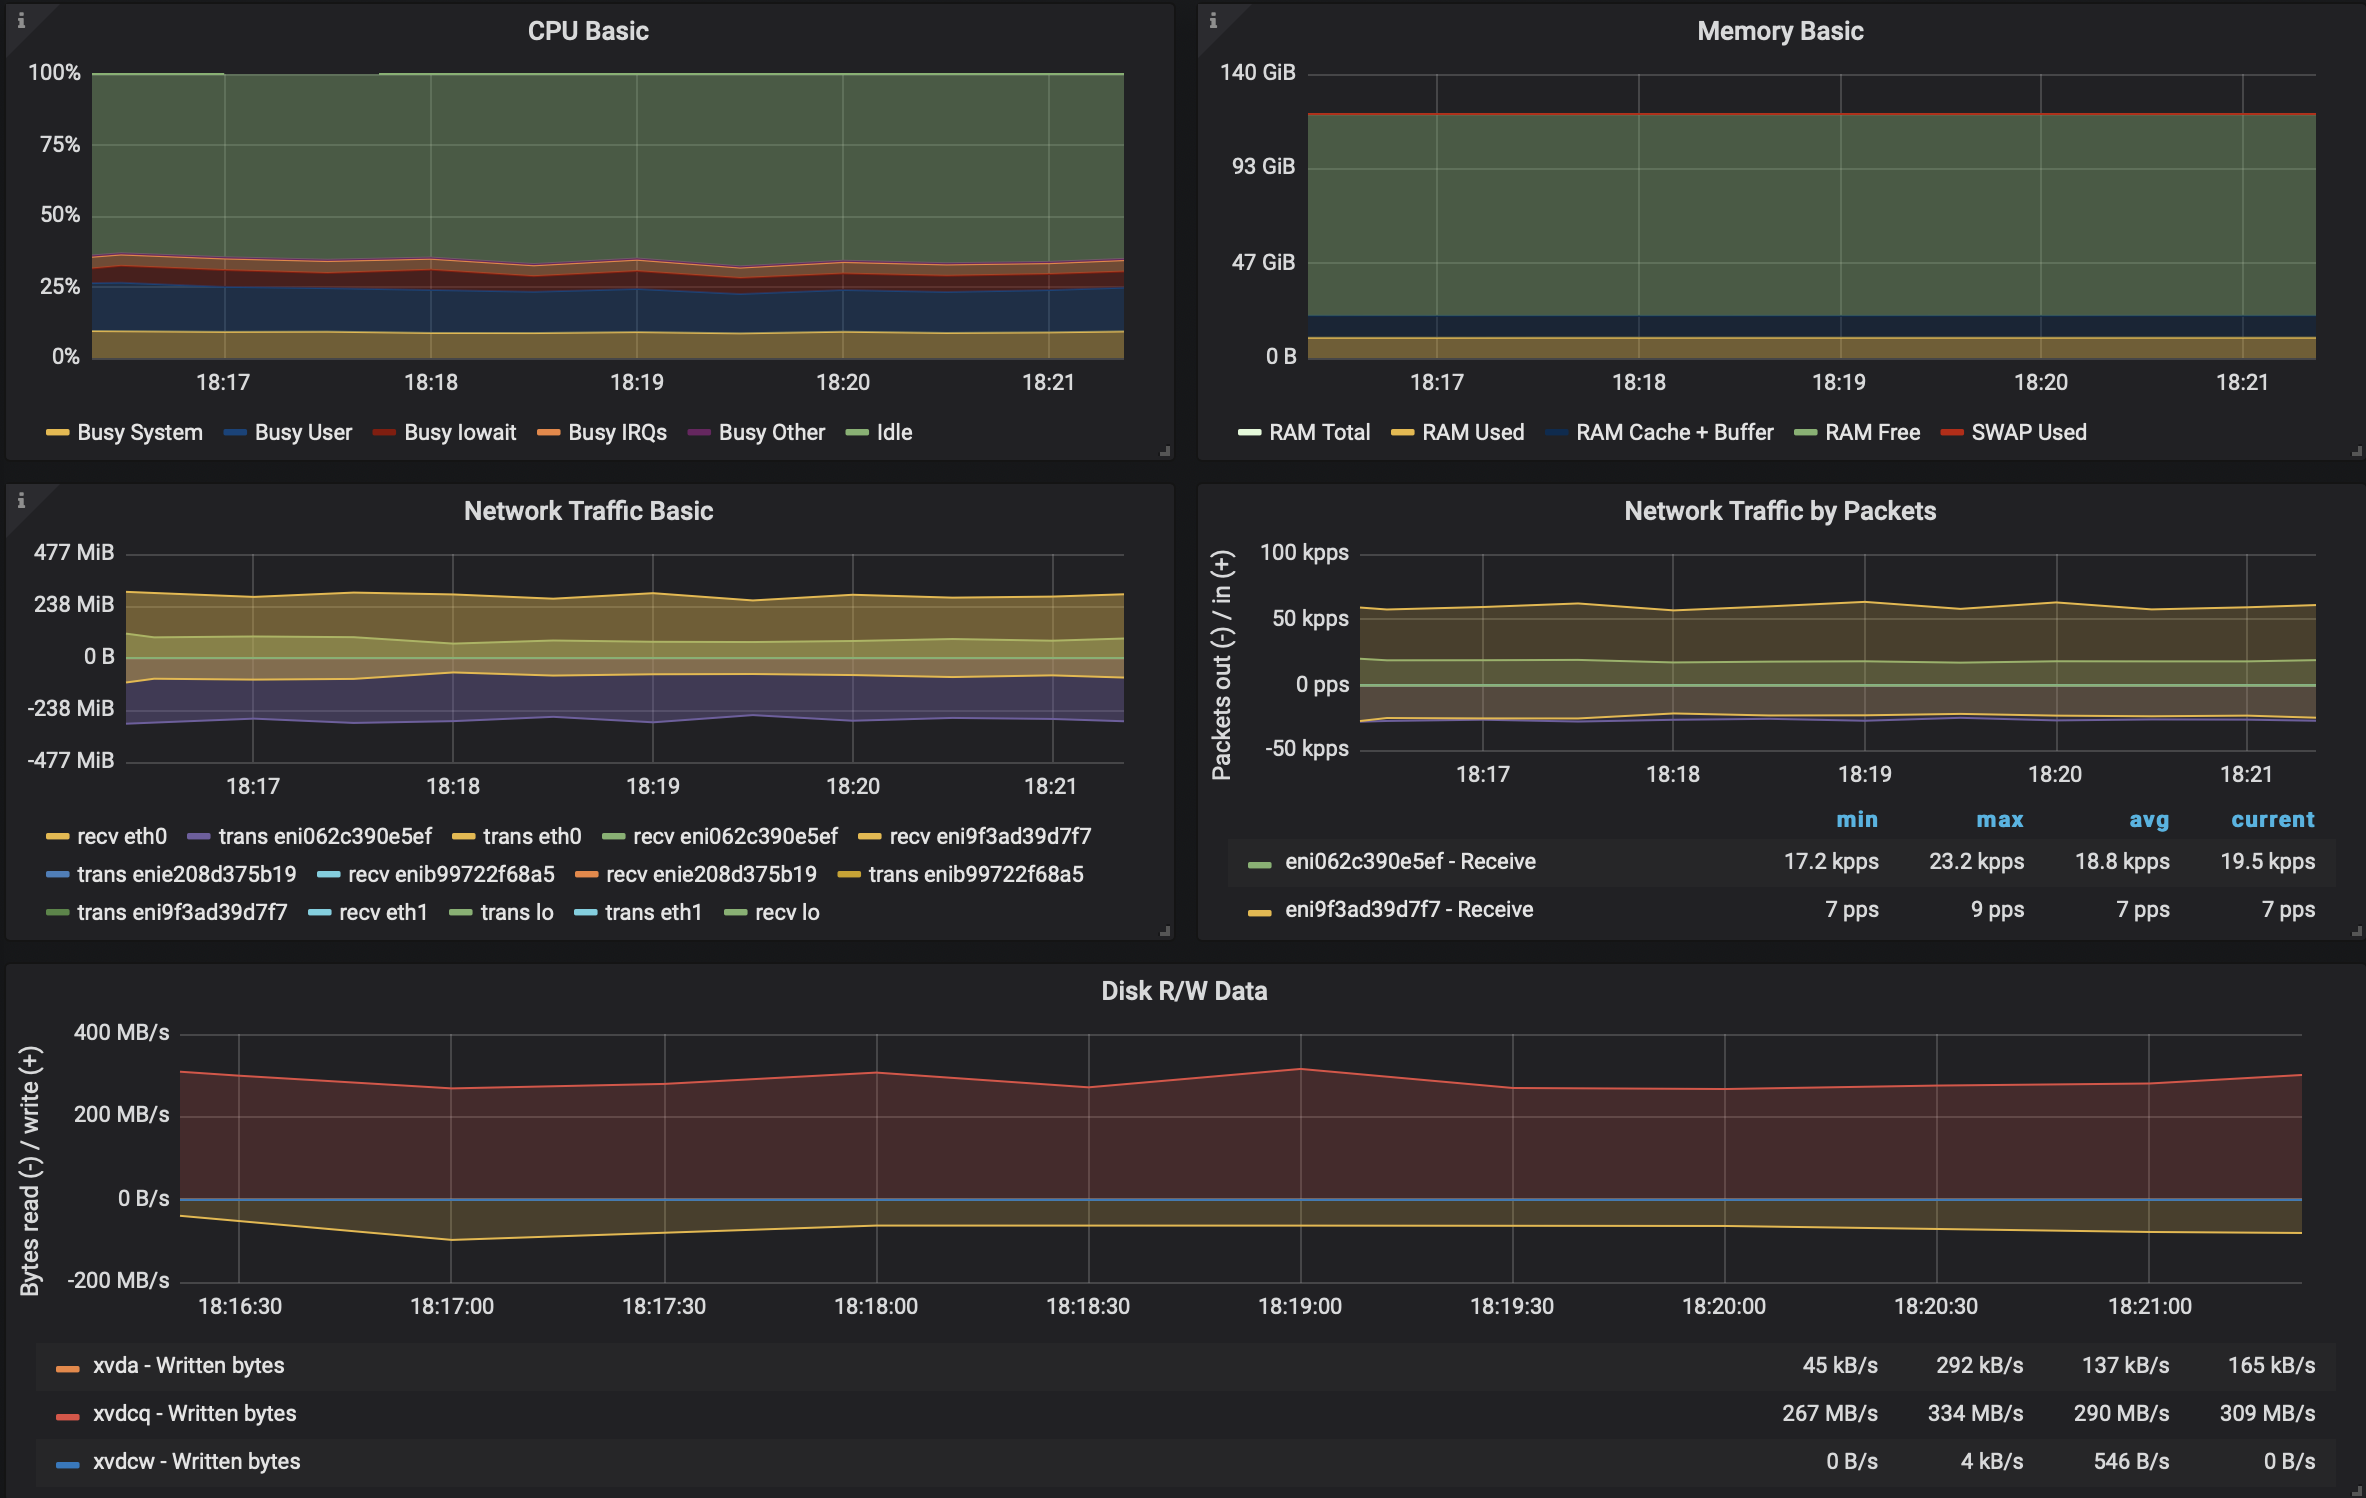 CPU Basic
100%
75%
50%
25%
0%
18:17 18:18 18:19 18:20 18:21
Busy System Busy User Busy Iowait Busy IRQs Busy Other Idle
Memory Basic
140 GiB
93 GiB
47 GiB
0 B
18:17 18:18 18:19 18:20 18:21
RAM Total RAM Used RAM Cache + Buffer RAM Free SWAP Used
Network Traffic Basic
477 MiB
238 MiB
0 B
-238 MiB
-477 MiB
18:17 18:18 18:19 18:20 18:21
recv eth0 trans eni062c390e5ef trans eth0 recv eni062c390e5ef recv eni9f3ad39d7f7
trans enie208d375b19 recv enib99722f68a5 recv enie208d375b19 trans enib99722f68a5
trans eni9f3ad39d7f7 recv eth1 trans lo trans eth1 recv lo
Network Traffic by Packets
Packets out (-) / in (+)
100 kpps
50 kpps
0 pps
-50 kpps
18:17 18:18 18:19 18:20 18:21
min max avg current
eni062c390e5ef - Receive 17.2 kpps 23.2 kpps 18.8 kpps 19.5 kpps
eni9f3ad39d7f7 - Receive 7 pps 9 pps 7 pps 7 pps
Disk R/W Data
Bytes read (-) / write (+)
400 MB/s
200 MB/s
0 B/s
-200 MB/s
18:16:30 18:17:00 18:17:30 18:18:00 18:18:30 18:19:00 18:19:30 18:20:00 18:20:30 18:21:00
xvda - Written bytes 45 kB/s 292 kB/s 137 kB/s 165 kB/s
xvdcq - Written bytes 267 MB/s 334 MB/s 290 MB/s 309 MB/s
xvdcw - Written bytes 0 B/s 4 kB/s 546 B/s 0 B/s